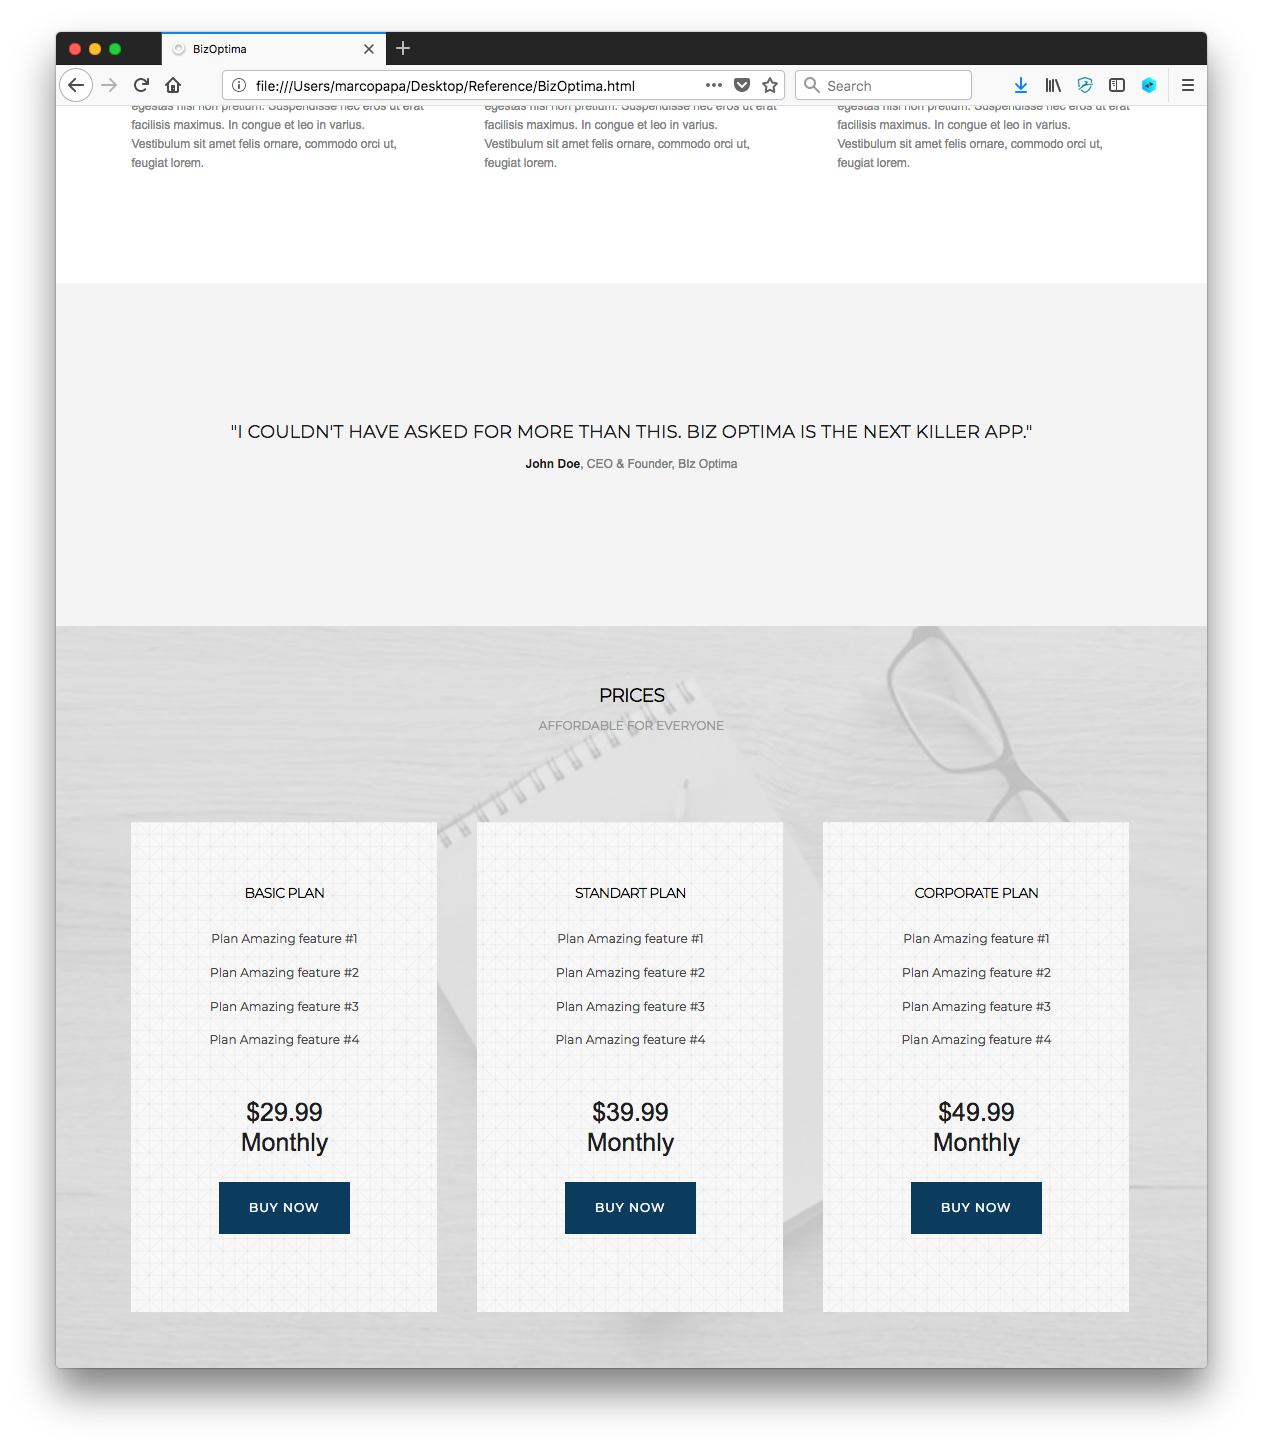 BizOptima
file:///Users/marcopapa/Desktop/Reference/BizOptima.html
Search
egestas nisl non pretium. Suspendisse nec eros ut erat
facilisis maximus. In congue et leo in varius.
Vestibulum sit amet felis ornare, commodo orci ut,
feugiat lorem.
egestas nisl non pretium. Suspendisse nec eros ut erat
facilisis maximus. In congue et leo in varius.
Vestibulum sit amet felis ornare, commodo orci ut,
feugiat lorem.
egestas nisl non pretium. Suspendisse nec eros ut erat
facilisis maximus. In congue et leo in varius.
Vestibulum sit amet felis ornare, commodo orci ut,
feugiat lorem.
"I COULDN'T HAVE ASKED FOR MORE THAN THIS. BIZ OPTIMA IS THE NEXT KILLER APP."
John Doe, CEO & Founder, BIz Optima
PRICES
AFFORDABLE FOR EVERYONE
BASIC PLAN
Plan Amazing feature #1
Plan Amazing feature #2
Plan Amazing feature #3
Plan Amazing feature #4
$29.99
Monthly
BUY NOW
STANDART PLAN
Plan Amazing feature #1
Plan Amazing feature #2
Plan Amazing feature #3
Plan Amazing feature #4
$39.99
Monthly
BUY NOW
CORPORATE PLAN
Plan Amazing feature #1
Plan Amazing feature #2
Plan Amazing feature #3
Plan Amazing feature #4
$49.99
Monthly
BUY NOW